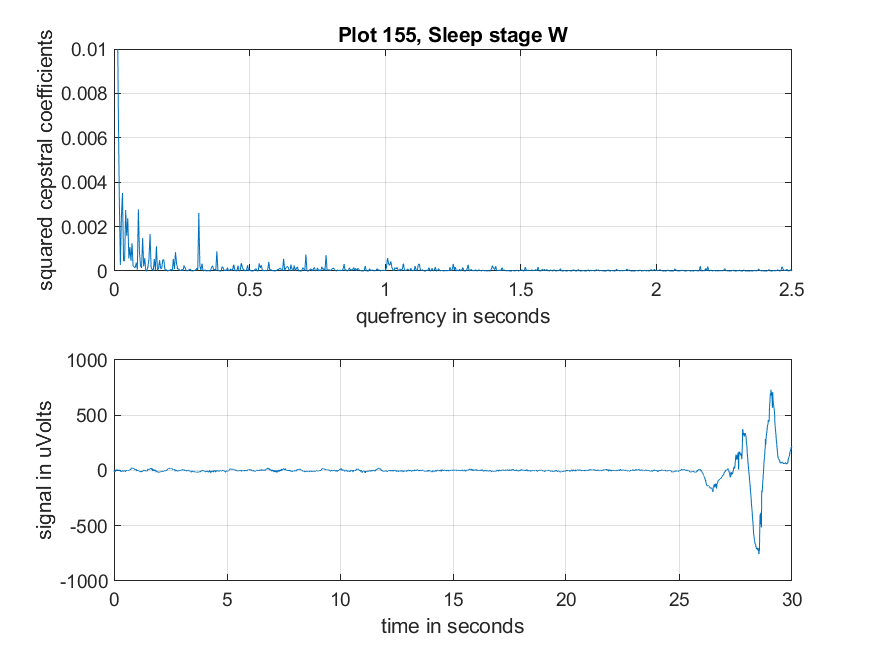 Plot 155, Sleep stage W
squared cepstral coefficients
0.01
0.008
0.006
0.004
0.002
0
0 0.5 1 1.5 2 2.5
quefrency in seconds
signal in uVolts
1000
500
0
-500
-1000
0 5 10 15 20 25 30
time in seconds